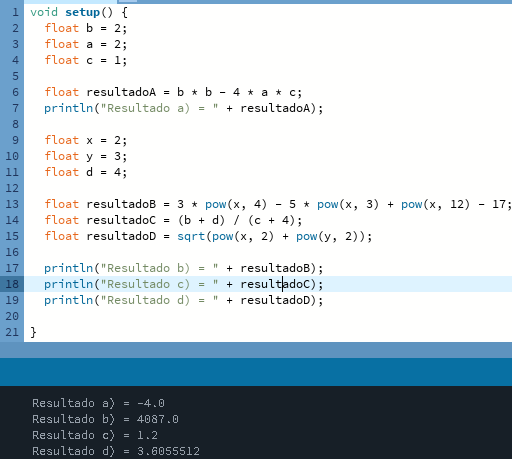 1 void setup() {
2 float b = 2;
3 float a = 2;
4 float c = 1;
5
6 float resultadoA = b * b – 4 * a * c;
7 println("Resultado a) = " + resultadoA);
8
9 float x = 2;
10 float y = 3;
11 float d = 4;
12
13 float resultadoB = 3 * pow(x, 4) – 5 * pow(x, 3) + pow(x, 12) – 17;
14 float resultadoC = (b + d) / (c + 4);
15 float resultadoD = sqrt(pow(x, 2) + pow(y, 2));
16
17 println("Resultado b) = " + resultadoB);
18 println("Resultado c) = " + resultadoC);
19 println("Resultado d) = " + resultadoD);
20
21 }
Resultado a) = -4.0
Resultado b) = 4087.0
Resultado c) = 1.2
Resultado d) = 3.6055512